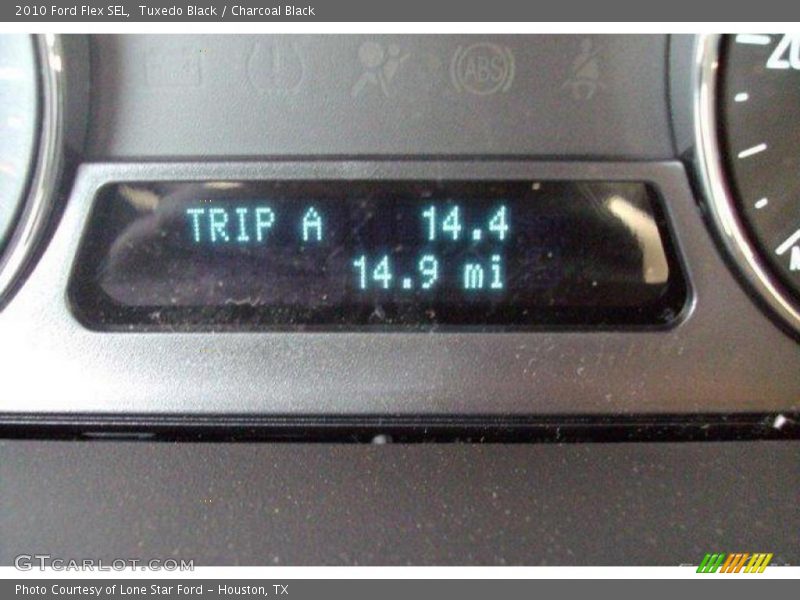 2010 Ford Flex SEL, Tuxedo Black / Charcoal Black
ABS
20
TRIP A 14.4
14.9 mi
GTCARLOT.COM
Photo Courtesy of Lone Star Ford - Houston, TX